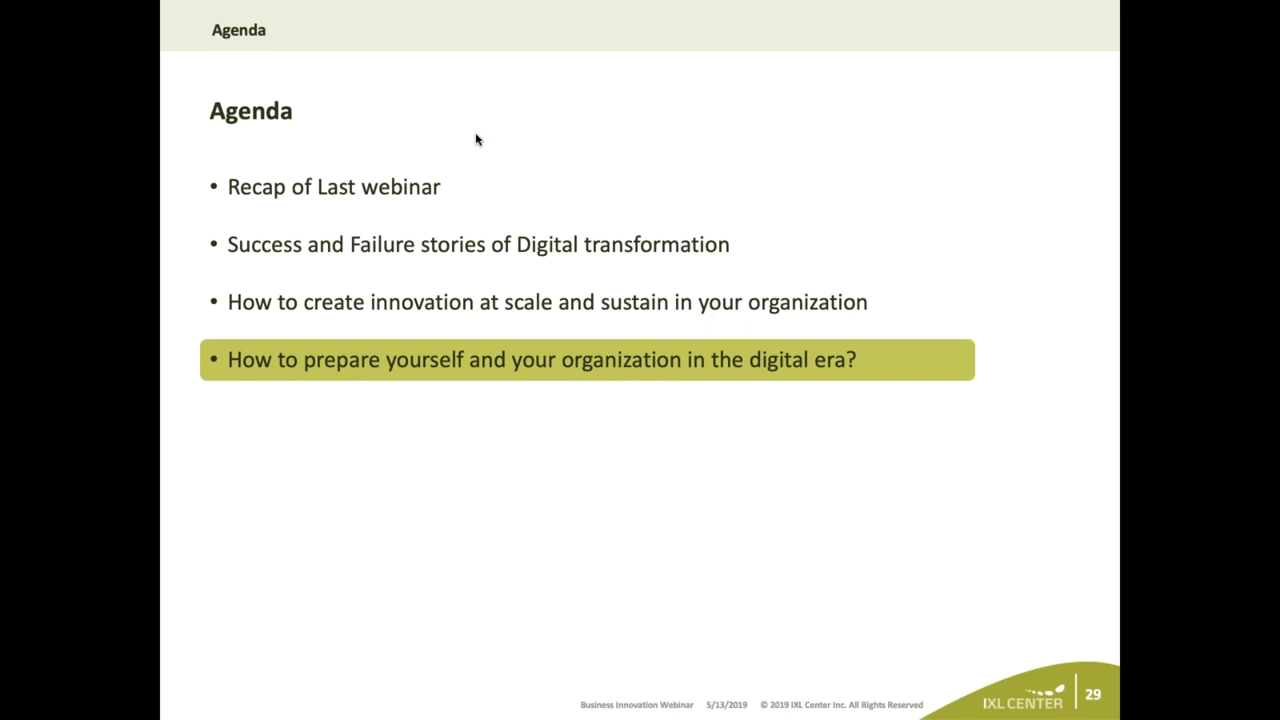 Agenda
Agenda
• Recap of Last webinar
• Success and Failure stories of Digital transformation
• How to create innovation at scale and sustain in your organization
• How to prepare yourself and your organization in the digital era?
Business Innovation Webinar 5/13/2019 © 2019 IXL Center Inc. All Rights Reserved
IXL CENTER
29